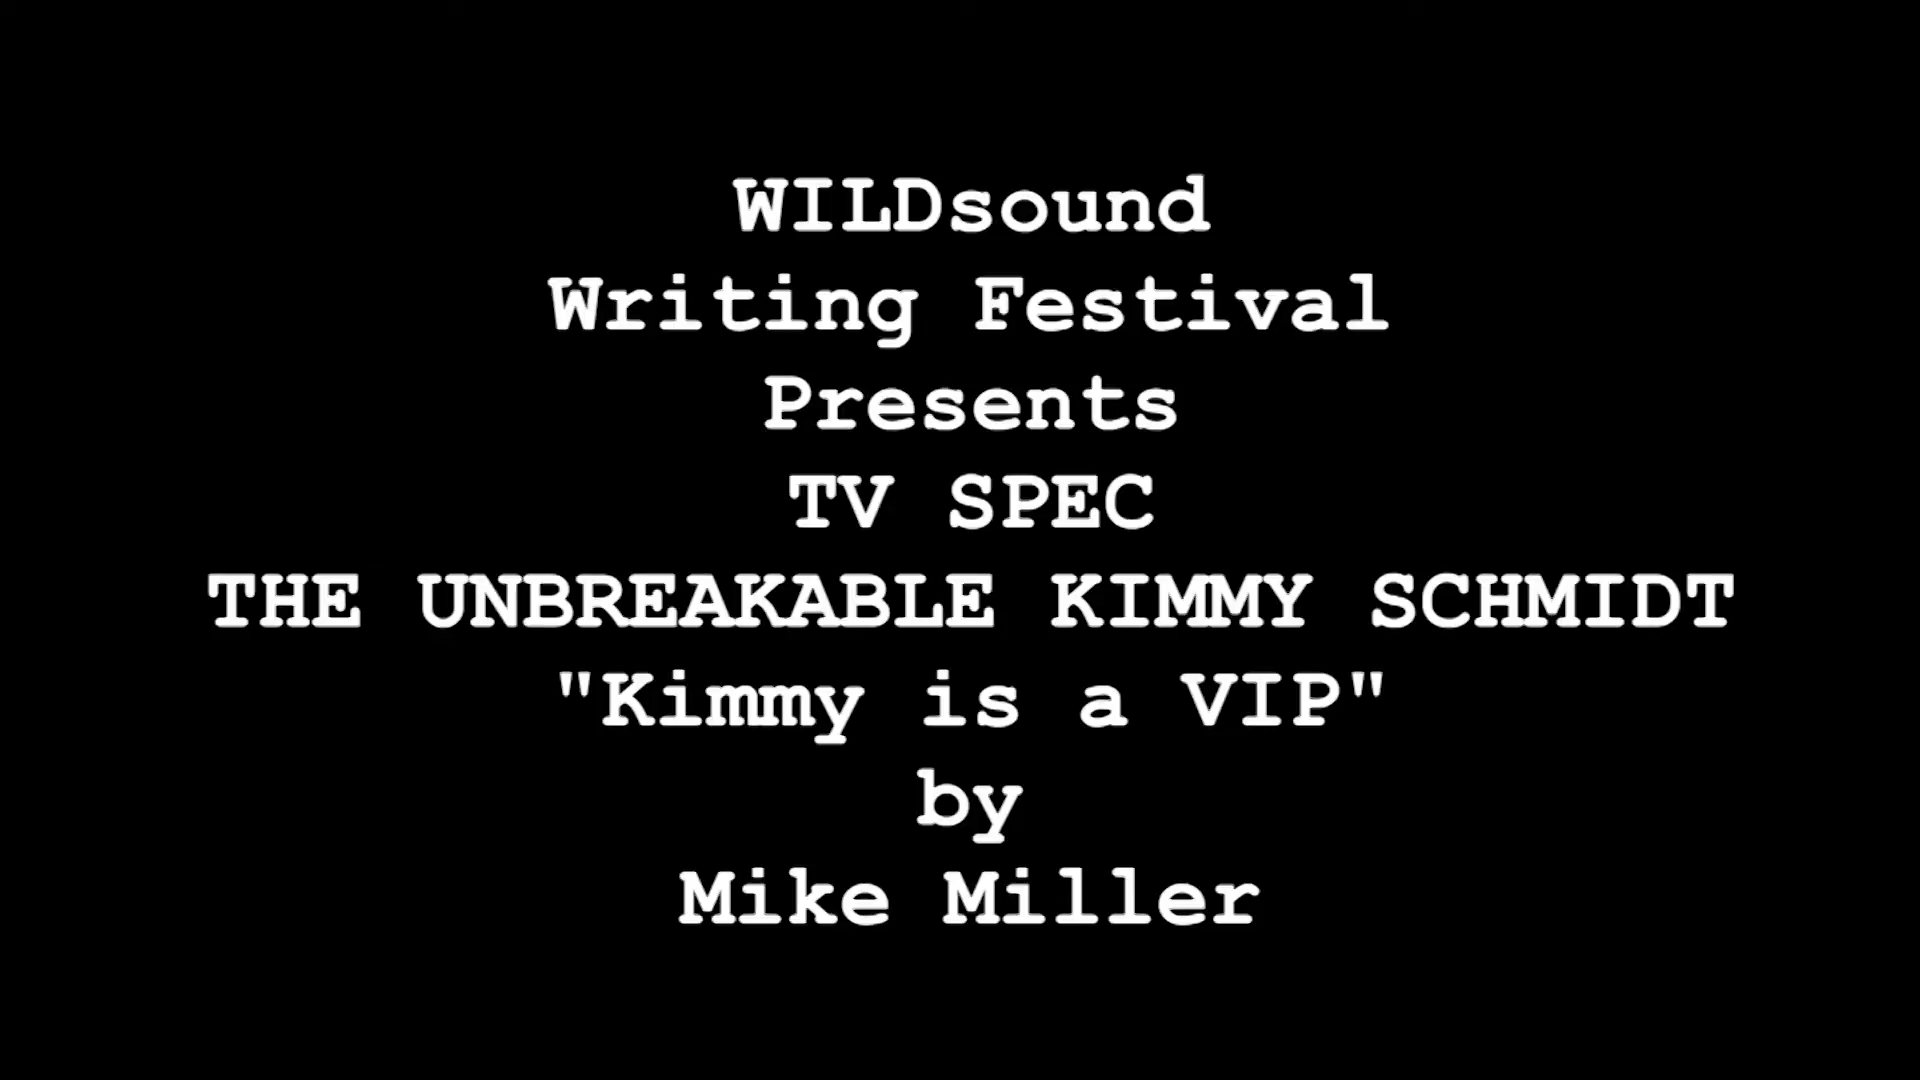 WILDsound
Writing Festival
Presents
TV SPEC
THE UNBREAKABLE KIMMY SCHMIDT
"Kimmy is a VIP"
by
Mike Miller